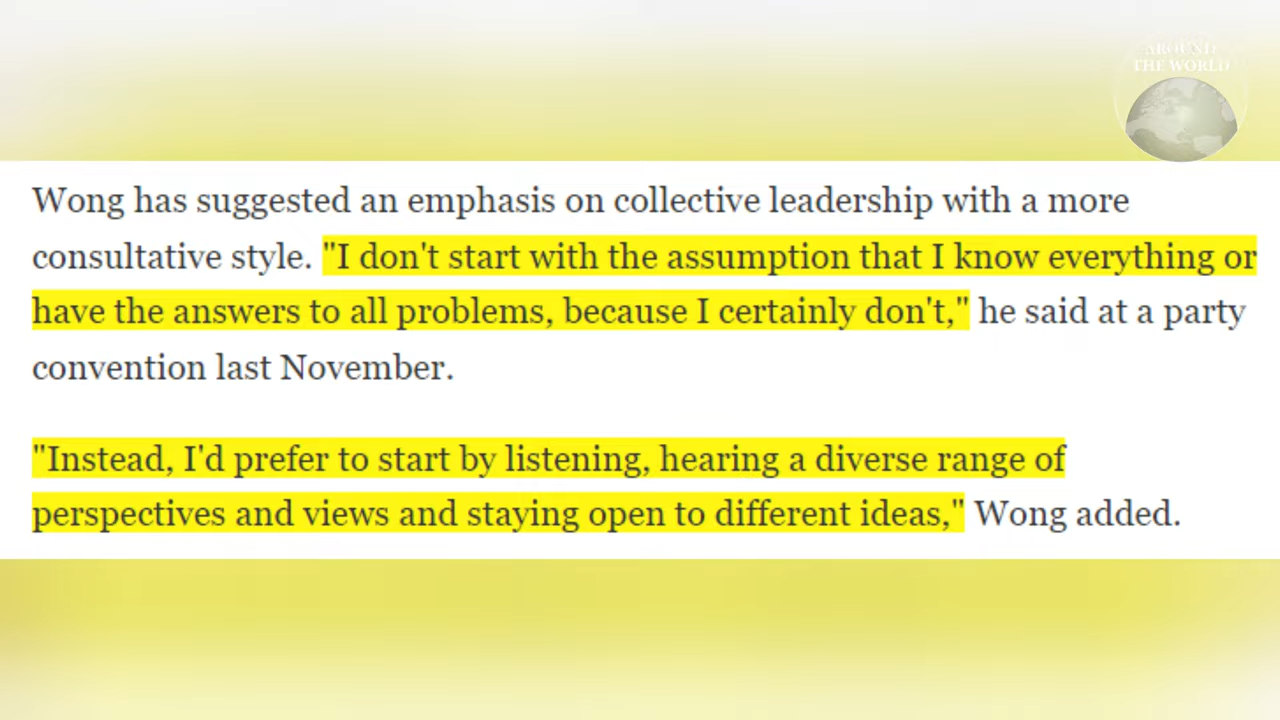 AROUND
THE WORLD
Wong has suggested an emphasis on collective leadership with a more
consultative style. "I don't start with the assumption that I know everything or
have the answers to all problems, because I certainly don't," he said at a party
convention last November.
"Instead, I'd prefer to start by listening, hearing a diverse range of
perspectives and views and staying open to different ideas," Wong added.